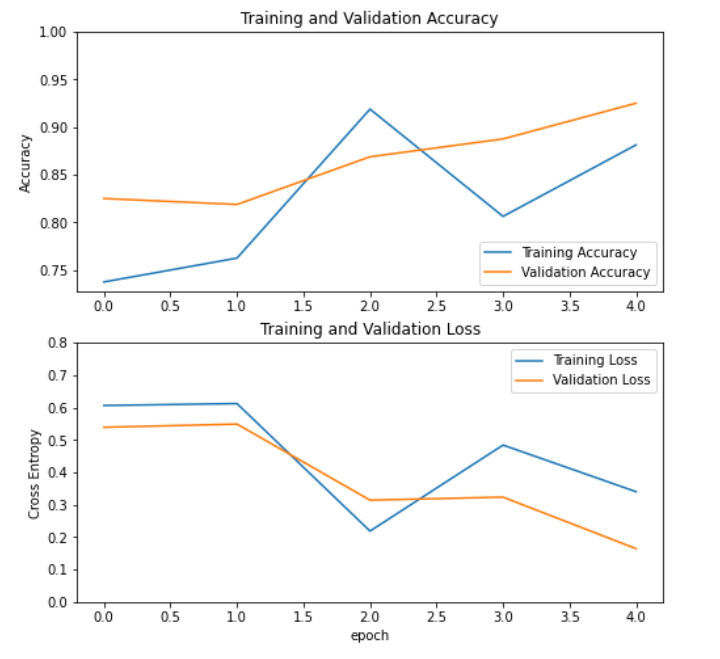 Training and Validation Accuracy
1.00
0.95
0.90
0.85
0.80
0.75
Accuracy
Training Accuracy
Validation Accuracy
0.0 0.5 1.0 1.5 2.0 2.5 3.0 3.5 4.0
Training and Validation Loss
0.8
0.7
0.6
0.5
0.4
0.3
0.2
0.1
0.0
Cross Entropy
Training Loss
Validation Loss
0.0 0.5 1.0 1.5 2.0 2.5 3.0 3.5 4.0
epoch